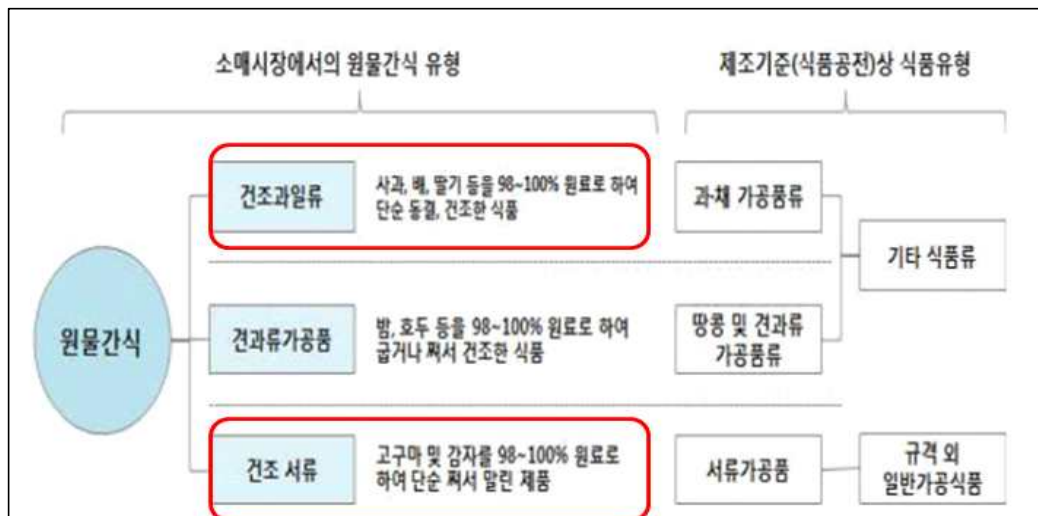 소매시장에서의 원물간식 유형
제조기준(식품공전)상 식품유형
원물간식
건조과일류
사과, 배, 딸기 등을 98~100% 원료로 하여
단순 동결, 건조한 식품
과·채 가공품류
기타 식품류
견과류가공품
밤, 호두 등을 98~100% 원료로 하여
굽거나 쪄서 건조한 식품
땅콩 및 견과류
가공품류
건조 서류
고구마 및 감자를 98~100% 원료로
하여 단순 쪄서 말린 제품
서류가공품
규격 외
일반가공식품